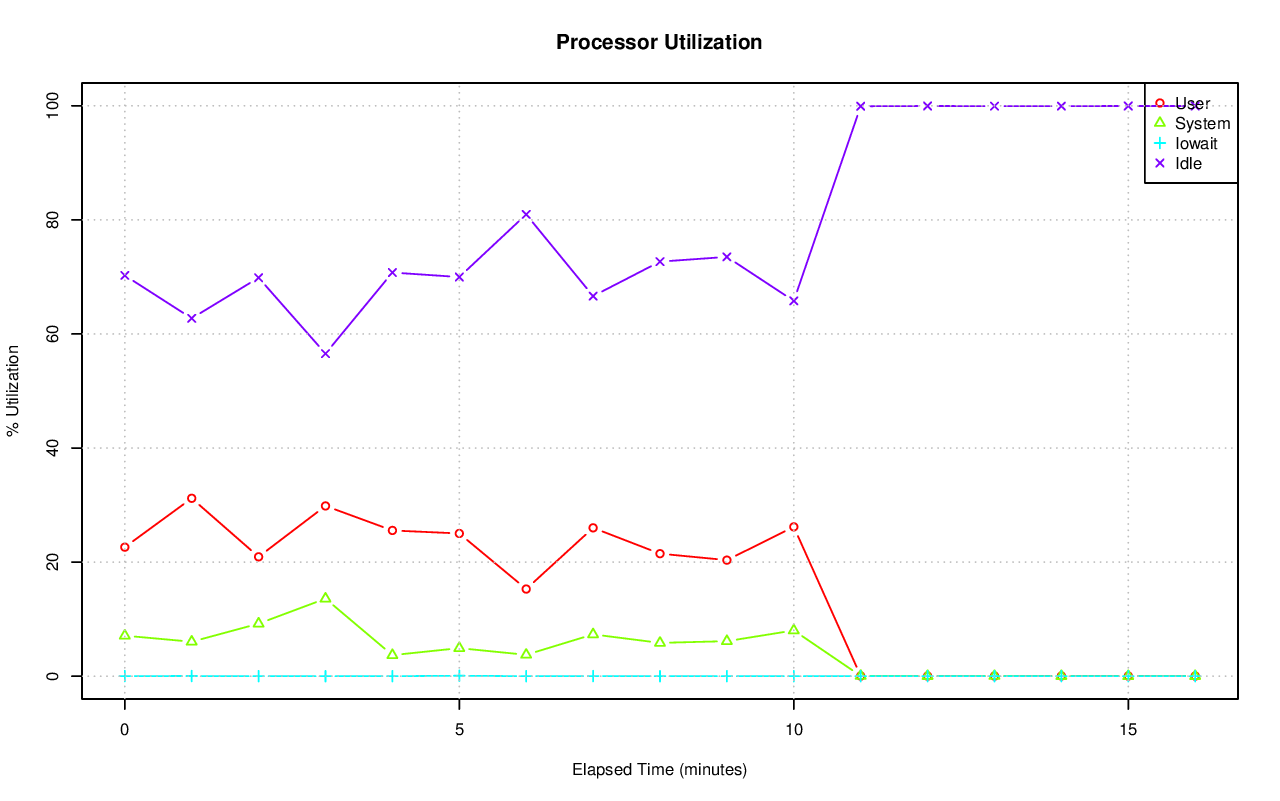 Processor Utilization
100
80
60
40
20
0
% Utilization
User
System
Iowait
Idle
0 5 10 15
Elapsed Time (minutes)